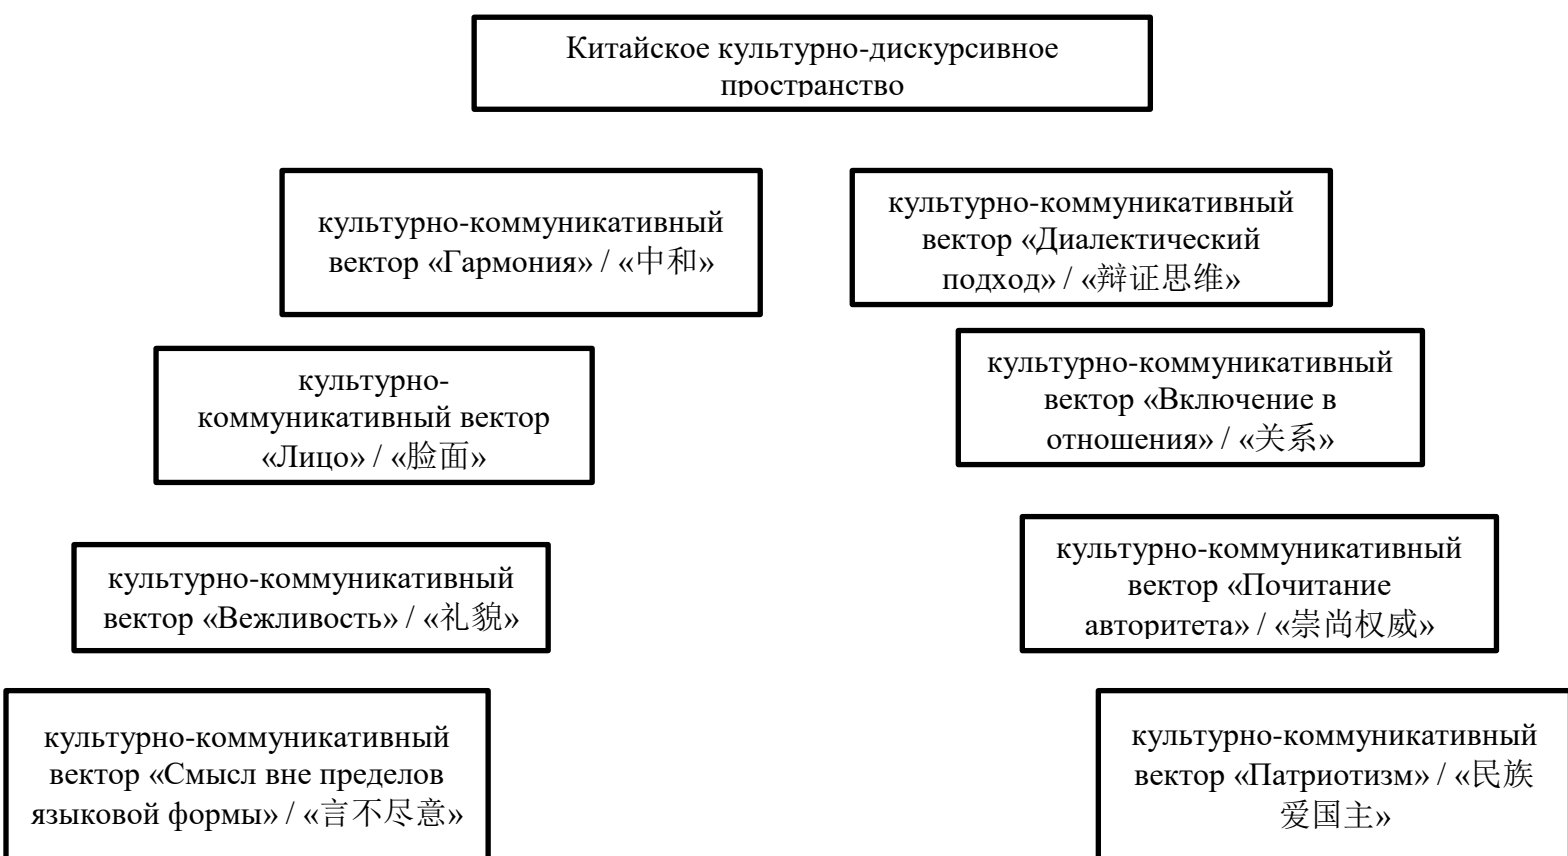 Китайское культурно-дискурсивное
пространство
культурно-коммуникативный
вектор «Гармония» / «中和»
культурно-коммуникативный
вектор «Диалектический
подход» / «辩证思维»
культурно-
коммуникативный вектор
«Лицо» / «脸面»
культурно-коммуникативный
вектор «Включение в
отношения» / «关系»
культурно-коммуникативный
вектор «Вежливость» / «礼貌»
культурно-коммуникативный
вектор «Почитание
авторитета» / «崇尚权威»
культурно-коммуникативный
вектор «Смысл вне пределов
языковой формы» / «言不尽意»
культурно-коммуникативный
вектор «Патриотизм» / «民族
爱国主»